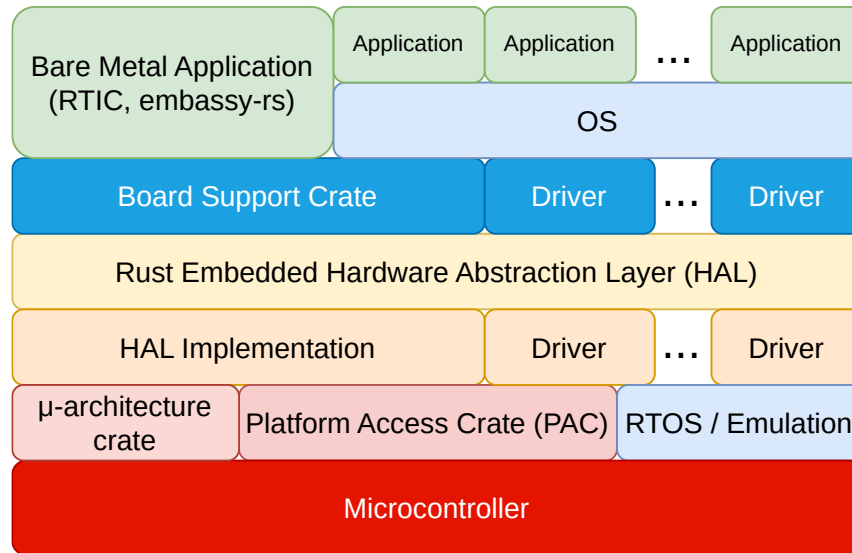 Bare Metal Application
(RTIC, embassy-rs)
Application
Application
...
Application
OS
Board Support Crate
Driver
...
Driver
Rust Embedded Hardware Abstraction Layer (HAL)
HAL Implementation
Driver
...
Driver
μ-architecture
crate
Platform Access Crate (PAC)
RTOS / Emulation
Microcontroller